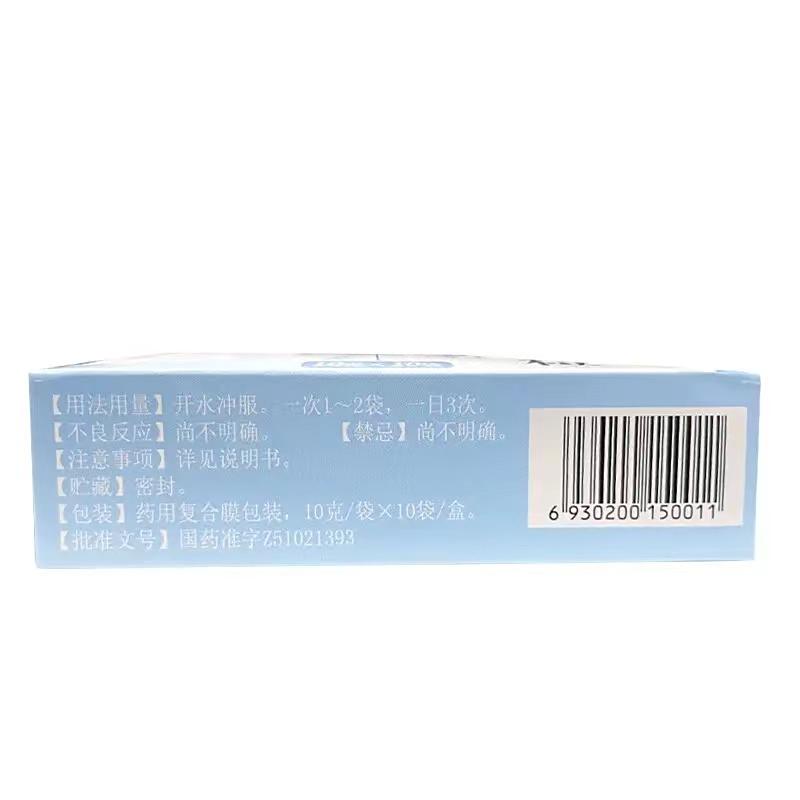 【用法用量】开水冲服。一次1～2袋，一日3次。
【不良反应】尚不明确。 【禁忌】尚不明确。
【注意事项】详见说明书。
【贮藏】密封。
【包装】药用复合膜包装，10克/袋×10袋/盒。
【批准文号】国药准字Z51021393
6 930200 150011